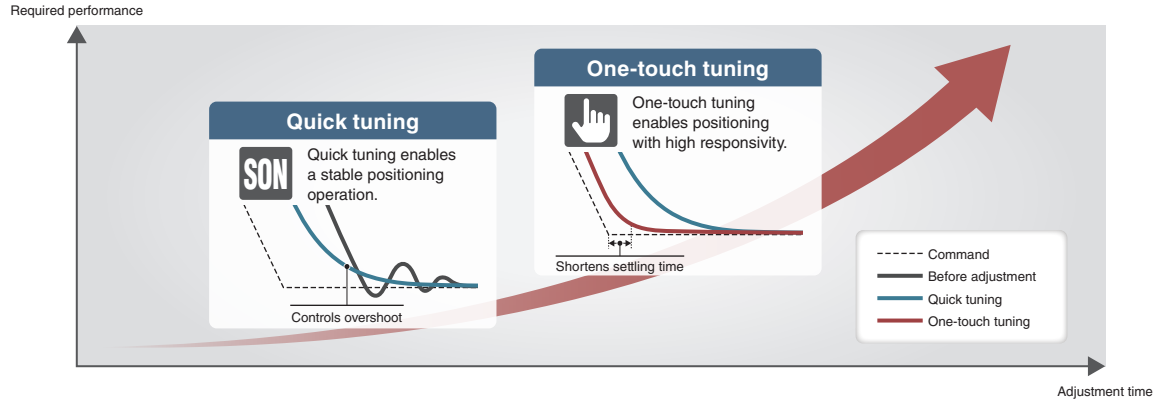 Required performance
Quick tuning
SON
Quick tuning enables
a stable positioning
operation.
Controls overshoot
One-touch tuning
One-touch tuning
enables positioning
with high responsivity.
Shortens settling time
Command
Before adjustment
Quick tuning
One-touch tuning
Adjustment time